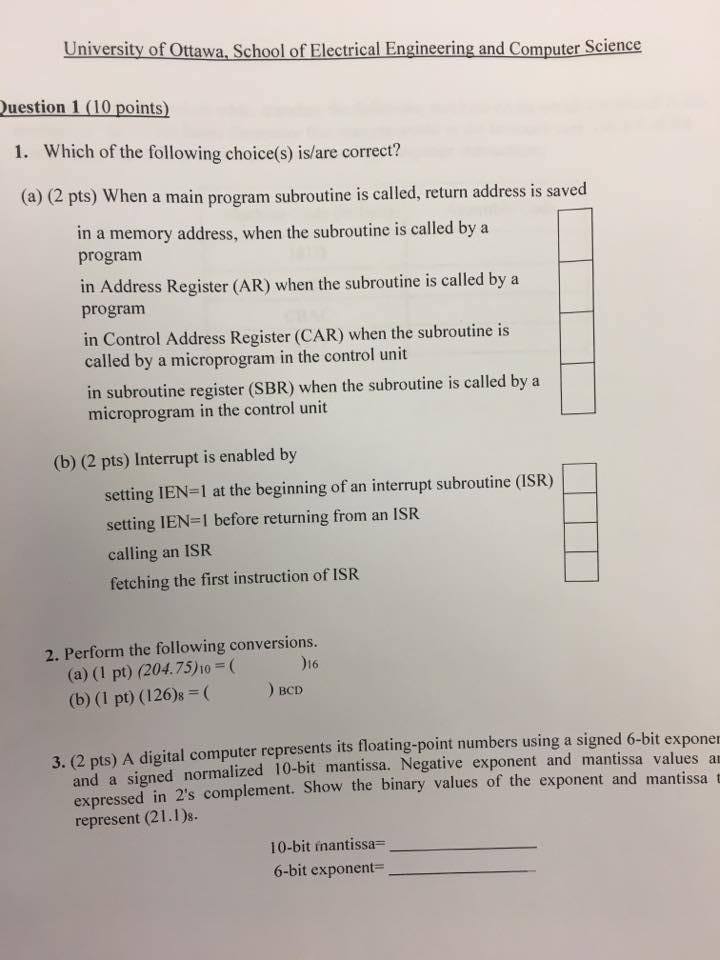 University of Ottawa, School of Electrical Engineering and Computer Science
Question 1 (10 points)
1. Which of the following choice(s) is/are correct?
(a) (2 pts) When a main program subroutine is called, return address is saved
in a memory address, when the subroutine is called by a
program
in Address Register (AR) when the subroutine is called by a
program
in Control Address Register (CAR) when the subroutine is
called by a microprogram in the control unit
in subroutine register (SBR) when the subroutine is called by a
microprogram in the control unit
(b) (2 pts) Interrupt is enabled by
setting IEN=1 at the beginning of an interrupt subroutine (ISR)
setting IEN=1 before returning from an ISR
calling an ISR
fetching the first instruction of ISR
2. Perform the following conversions.
(a) (1 pt) (204.75)10 = ( )16
(b) (1 pt) (126)8 = ( ) BCD
3. (2 pts) A digital computer represents its floating-point numbers using a signed 6-bit
and a signed normalized 10-bit mantissa. Negative exponent and mantissa values
expressed in 2's complement. Show the binary values of the exponent and mantissa
represent (21.1)8.
10-bit mantissa=
6-bit exponent=